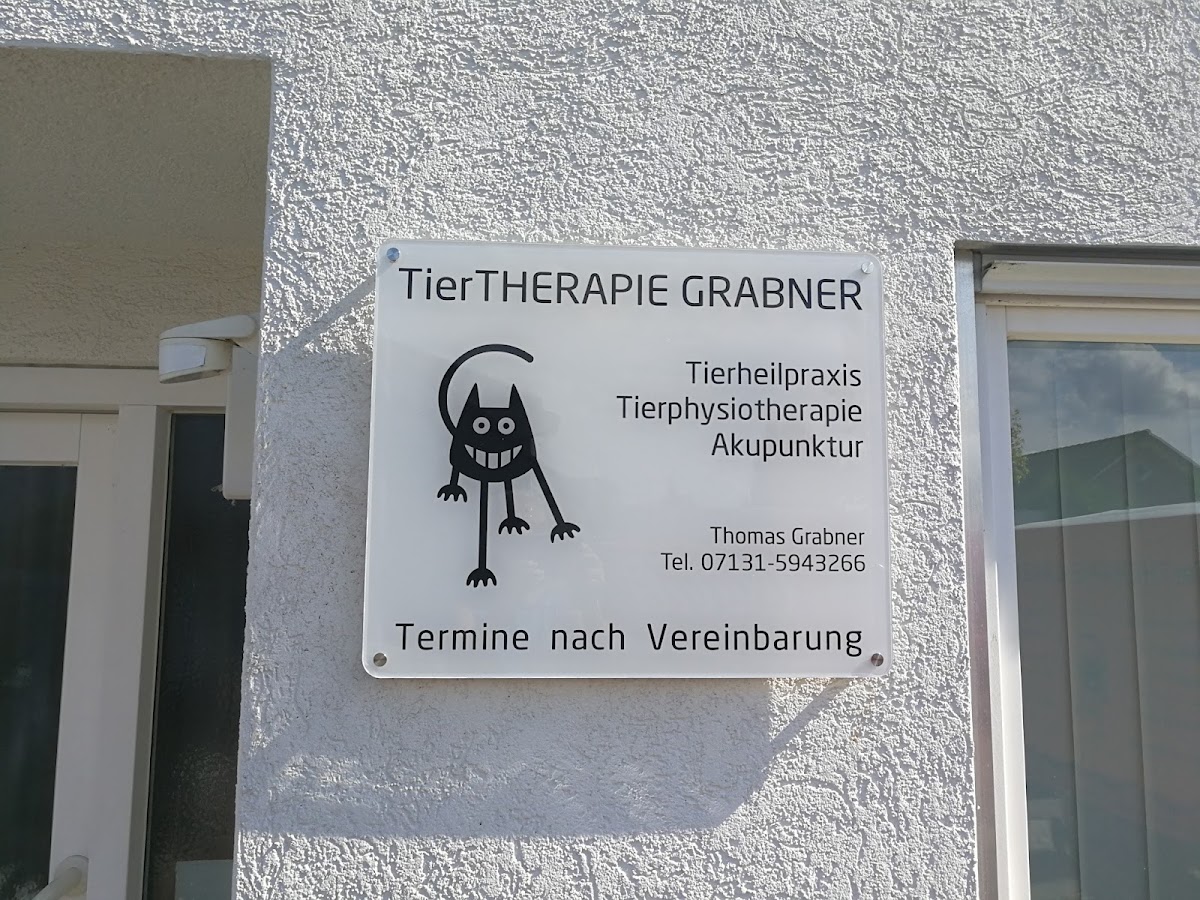 TierTHERAPIE GRABNER
Tierheilpraxis
Tierphysiotherapie
Akupunktur
Thomas Grabner
Tel. 07131-5943266
Termine nach Vereinbarung